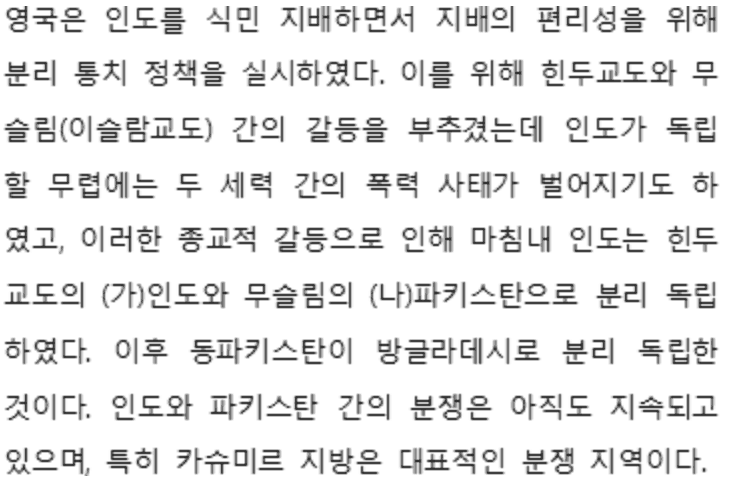 영국은 인도를 식민 지배하면서 지배의 편리성을 위해
분리 통치 정책을 실시하였다. 이를 위해 힌두교도와 무
슬림(이슬람교도) 간의 갈등을 부추겼는데 인도가 독립
할 무렵에는 두 세력 간의 폭력 사태가 벌어지기도 하
였고, 이러한 종교적 갈등으로 인해 마침내 인도는 힌두
교도의 (가)인도와 무슬림의 (나)파키스탄으로 분리 독립
하였다. 이후 동파키스탄이 방글라데시로 분리 독립한
것이다. 인도와 파키스탄 간의 분쟁은 아직도 지속되고
있으며, 특히 카슈미르 지방은 대표적인 분쟁 지역이다.